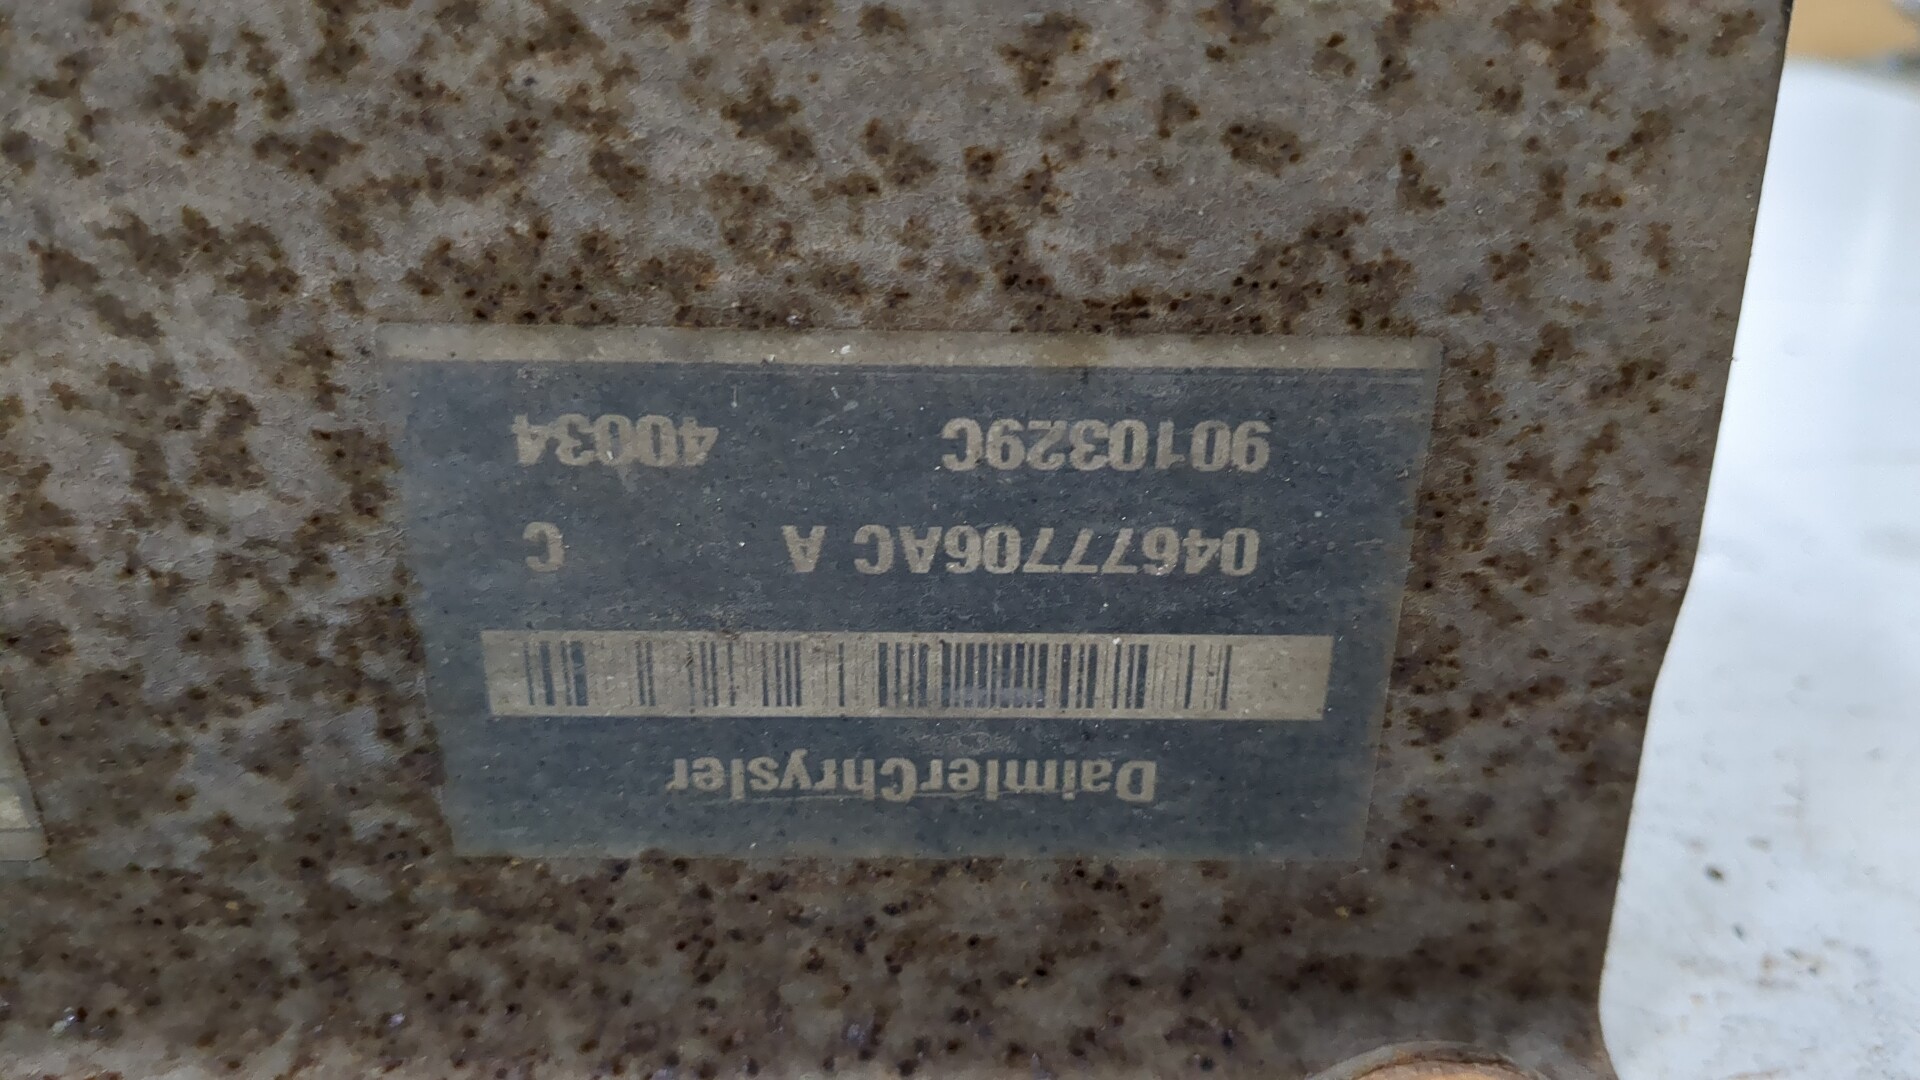 DaimlerChrysler
04677706AC A C
9010329C 40034